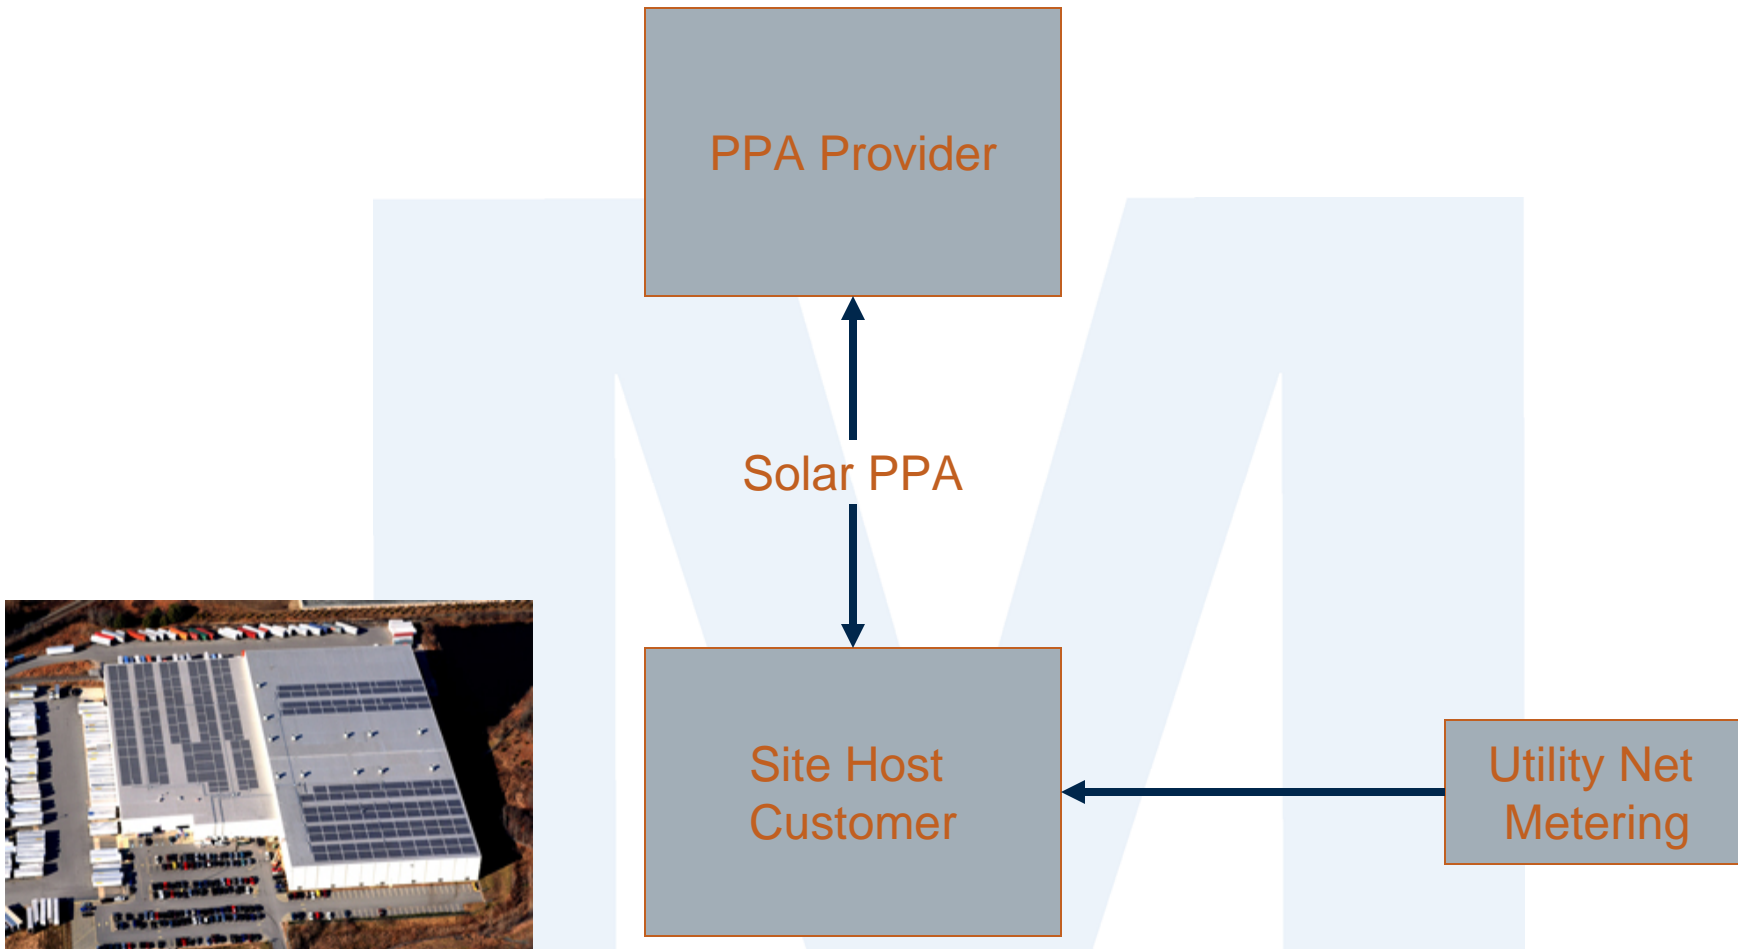 PPA Provider
Solar PPA
Site Host
Customer
Utility Net
Metering